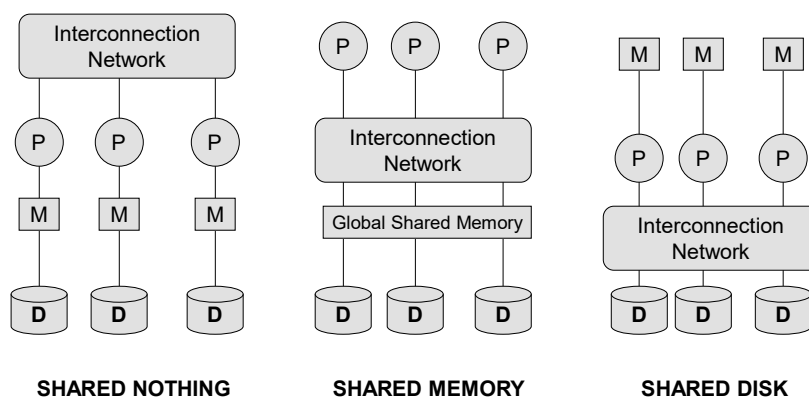 Interconnection
Network
P P P
M M M
D D D
SHARED NOTHING
P P P
Interconnection
Network
Global Shared Memory
D D D
SHARED MEMORY
M M M
P P P
Interconnection
Network
D D D
SHARED DISK